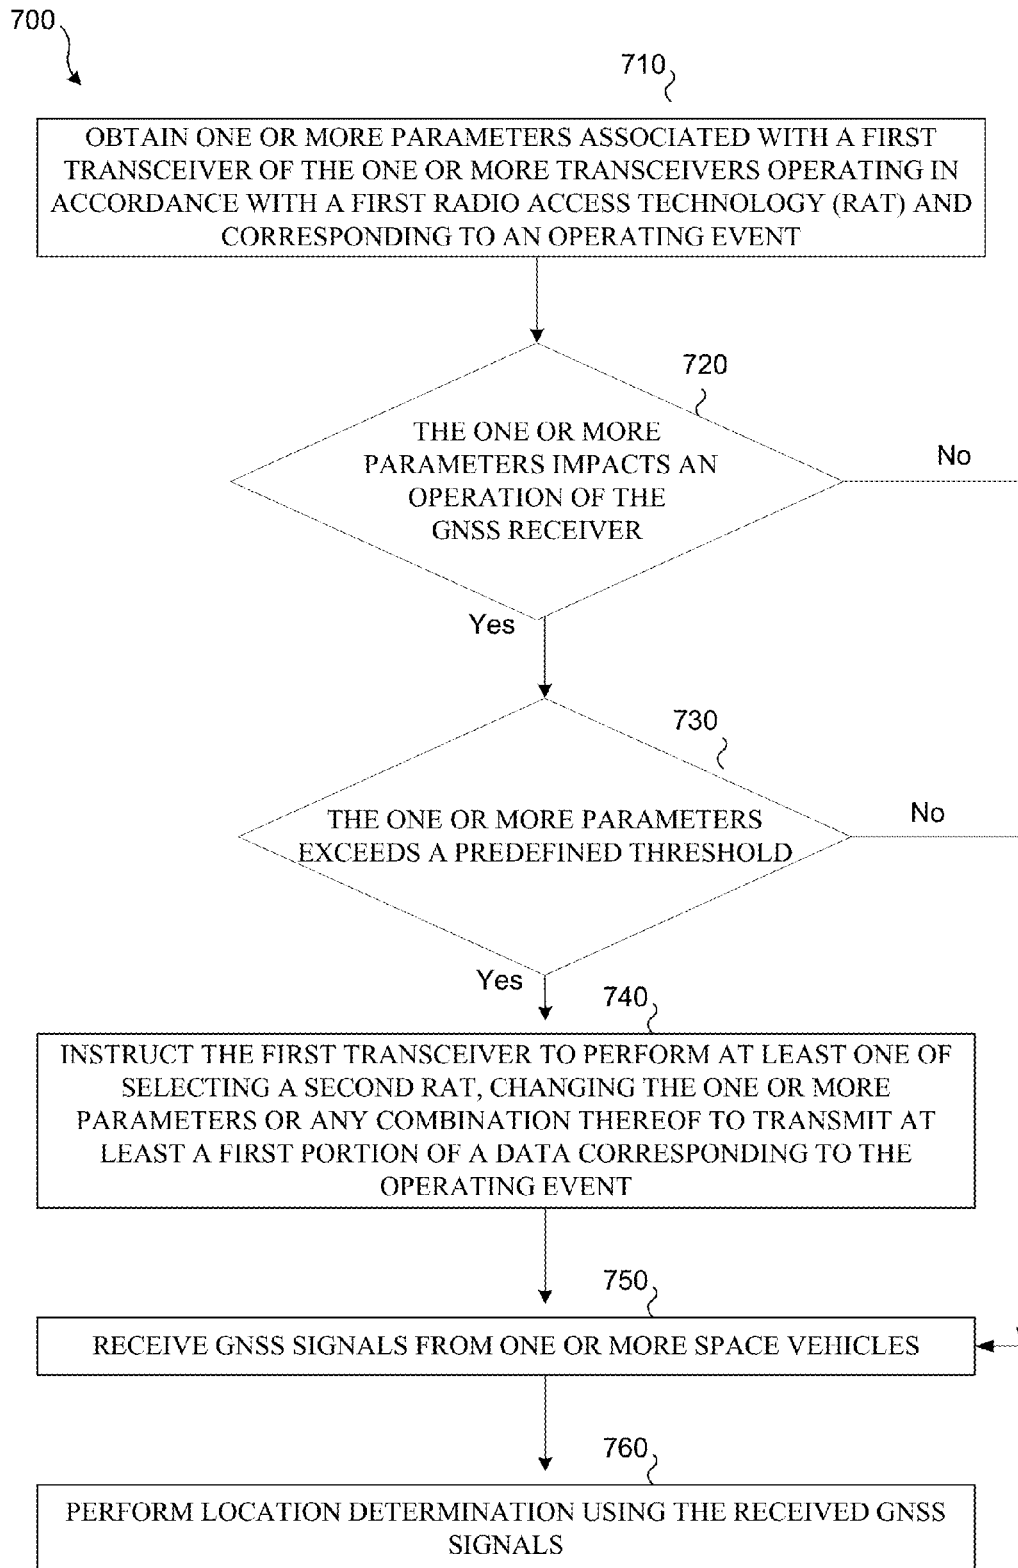 700
710
OBTAIN ONE OR MORE PARAMETERS ASSOCIATED WITH A FIRST
TRANSCEIVER OF THE ONE OR MORE TRANSCEIVERS OPERATING IN
ACCORDANCE WITH A FIRST RADIO ACCESS TECHNOLOGY (RAT) AND
CORRESPONDING TO AN OPERATING EVENT
720
THE ONE OR MORE
PARAMETERS IMPACTS AN
OPERATION OF THE
GNSS RECEIVER
No
Yes
730
THE ONE OR MORE PARAMETERS
EXCEEDS A PREDEFINED THRESHOLD
No
Yes
740
INSTRUCT THE FIRST TRANSCEIVER TO PERFORM AT LEAST ONE OF
SELECTING A SECOND RAT, CHANGING THE ONE OR MORE
PARAMETERS OR ANY COMBINATION THEREOF TO TRANSMIT AT
LEAST A FIRST PORTION OF A DATA CORRESPONDING TO THE
OPERATING EVENT
750
RECEIVE GNSS SIGNALS FROM ONE OR MORE SPACE VEHICLES
760
PERFORM LOCATION DETERMINATION USING THE RECEIVED GNSS
SIGNALS